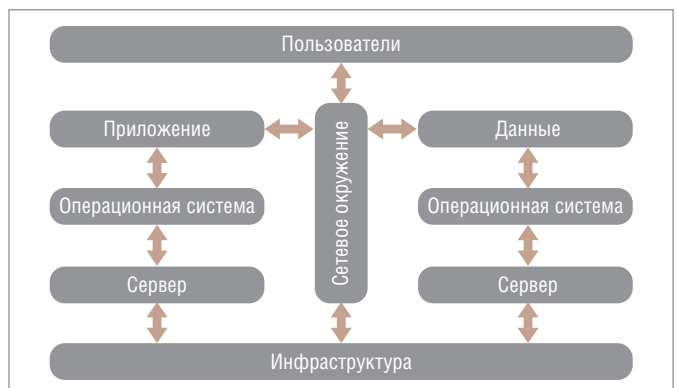 Пользователи
Приложение
Сетевое окружение
Данные
Операционная система
Операционная система
Сервер
Сервер
Инфраструктура